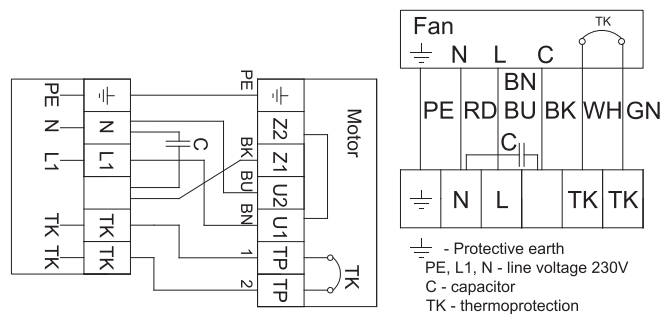 PE
N
L1
TK
TK
N
L1
TK
TK
C
PE
BK
BU
BN
1
2
Z2
Z1
U2
U1
TP
TP
Motor
TK
Fan
TK
N L C
BN
PE RD BU BK WH GN
C
N L TK TK
- Protective earth
PE, L1, N - line voltage 230V
C - capacitor
TK - thermoprotection